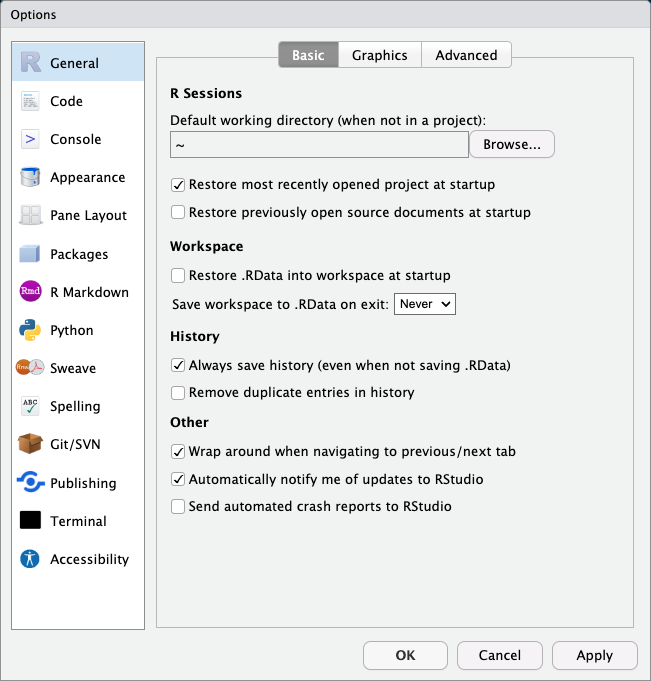 Options
General
Code
Console
Appearance
Pane Layout
Packages
Rmd R Markdown
Python
Rnw Sweave
ABC Spelling
Git/SVN
Publishing
Terminal
Accessibility
Basic Graphics Advanced
R Sessions
Default working directory (when not in a project):
~ Browse...
Restore most recently opened project at startup
Restore previously open source documents at startup
Workspace
Restore .RData into workspace at startup
Save workspace to .RData on exit: Never
History
Always save history (even when not saving .RData)
Remove duplicate entries in history
Other
Wrap around when navigating to previous/next tab
Automatically notify me of updates to RStudio
Send automated crash reports to RStudio
OK Cancel Apply